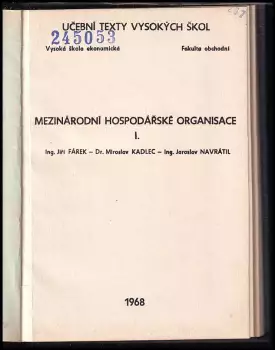 UČEBNÍ TEXTY VYSOKÝCH ŠKOL
245053
Vysoká škola ekonomická Fakulta obchodní
MEZINÁRODNÍ HOSPODÁŘSKÉ ORGANISACE
I.
Ing. Jiří FÁREK – Dr. Miroslav KADLEC – Ing. Jaroslav NAVRÁTIL
1968